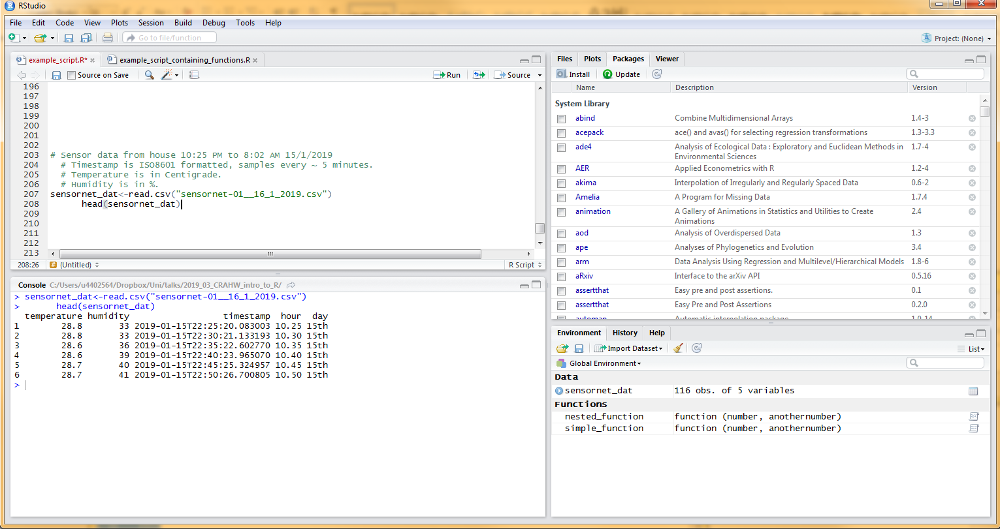 RStudio
File Edit Code View Plots Session Build Debug Tools Help
Go to file/function
Project: (None)
example_script.R* example_script_containing_functions.R
Source on Save Run Source
196
197
198
199
200
201
202
203 # Sensor data from house 10:25 PM to 8:02 AM 15/1/2019
204 # Timestamp is ISO8601 formatted, samples every ~ 5 minutes.
205 # Temperature is in Centigrade.
206 # Humidity is in %.
207 sensornet_dat<-read.csv("sensornet-01__16_1_2019.csv")
208 head(sensornet_dat)
209
210
211
212
213
208:26 # (Untitled) R Script
Console C:/Users/u4402564/Dropbox/Uni/talks/2019_03_CRAHW_intro_to_R/
> sensornet_dat<-read.csv("sensornet-01__16_1_2019.csv")
> head(sensornet_dat)
temperature humidity timestamp hour day
1 28.8 33 2019-01-15T22:25:20.083003 10.25 15th
2 28.8 33 2019-01-15T22:30:21.133193 10.30 15th
3 28.6 36 2019-01-15T22:35:22.602770 10.35 15th
4 28.6 39 2019-01-15T22:40:23.965070 10.40 15th
5 28.7 40 2019-01-15T22:45:25.324957 10.45 15th
6 28.7 41 2019-01-15T22:50:26.700805 10.50 15th
>
Files Plots Packages Viewer
Install Update
Name Description Version
System Library
abind Combine Multidimensional Arrays 1.4-3
acepack ace() and avas() for selecting regression transformations 1.3-3.3
ade4 Analysis of Ecological Data : Exploratory and Euclidean Methods in 1.7-4
Environmental Sciences
AER Applied Econometrics with R 1.2-4
akima Interpolation of Irregularly and Regularly Spaced Data 0.6-2
Amelia A Program for Missing Data 1.7.4
animation A Gallery of Animations in Statistics and Utilities to Create 2.4
Animations
aod Analysis of Overdispersed Data 1.3
ape Analyses of Phylogenetics and Evolution 3.4
arm Data Analysis Using Regression and Multilevel/Hierarchical Models 1.8-6
aRxiv Interface to the arXiv API 0.5.16
assertthat Easy pre and post assertions. 0.1
assertthat Easy Pre and Post Assertions 0.2.0
automap Automatic interpolation package 1.0-14
Environment History Help
Import Dataset List
Global Environment
Data
sensornet_dat 116 obs. of 5 variables
Functions
nested_function function (number, anothernumber)
simple_function function (number, anothernumber)